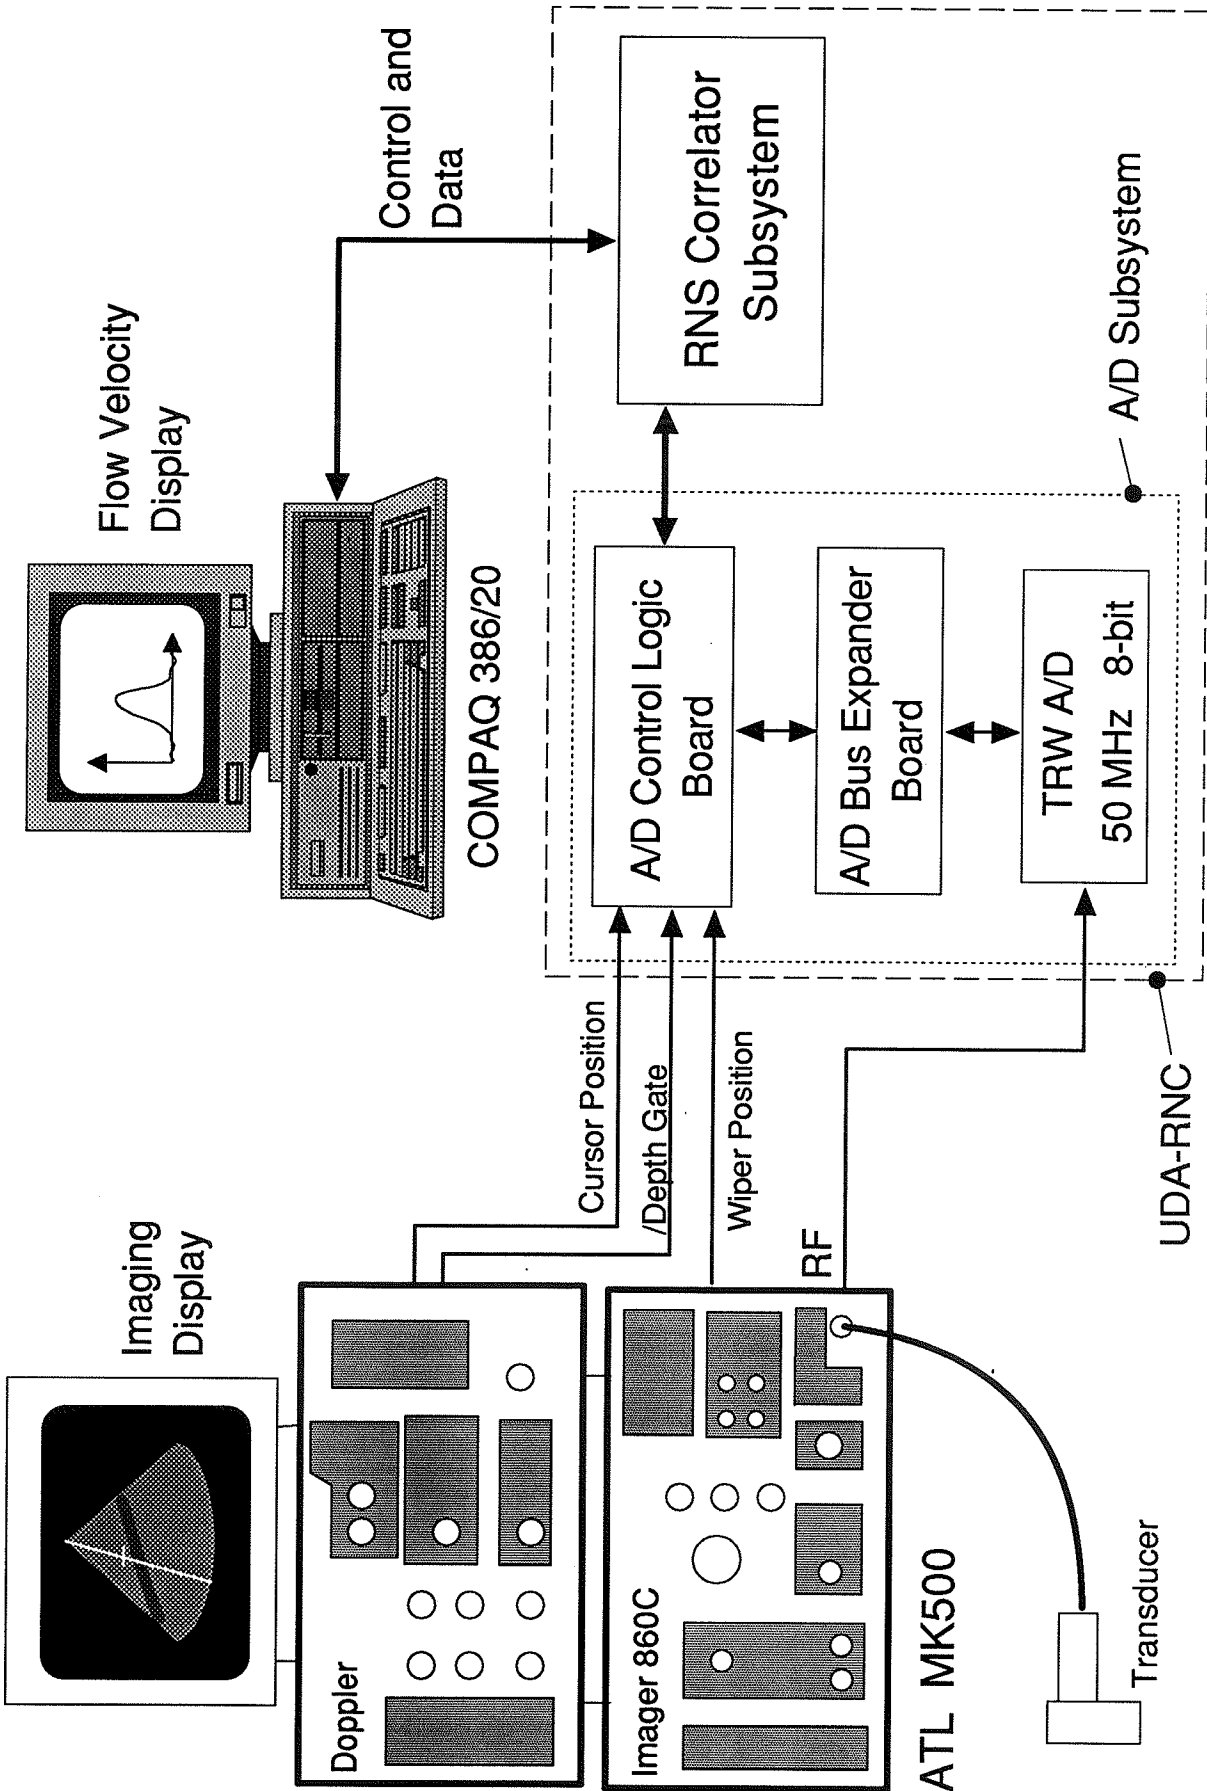 Imaging
Display
Flow Velocity
Display
Control and
Data
COMPAQ 386/20
Doppler
Imager 860C
ATL MK500
Transducer
Cursor Position
/Depth Gate
Wiper Position
RF
A/D Control Logic
Board
A/D Bus Expander
Board
TRW A/D
50 MHz 8-bit
RNS Correlator
Subsystem
A/D Subsystem
UDA-RNC